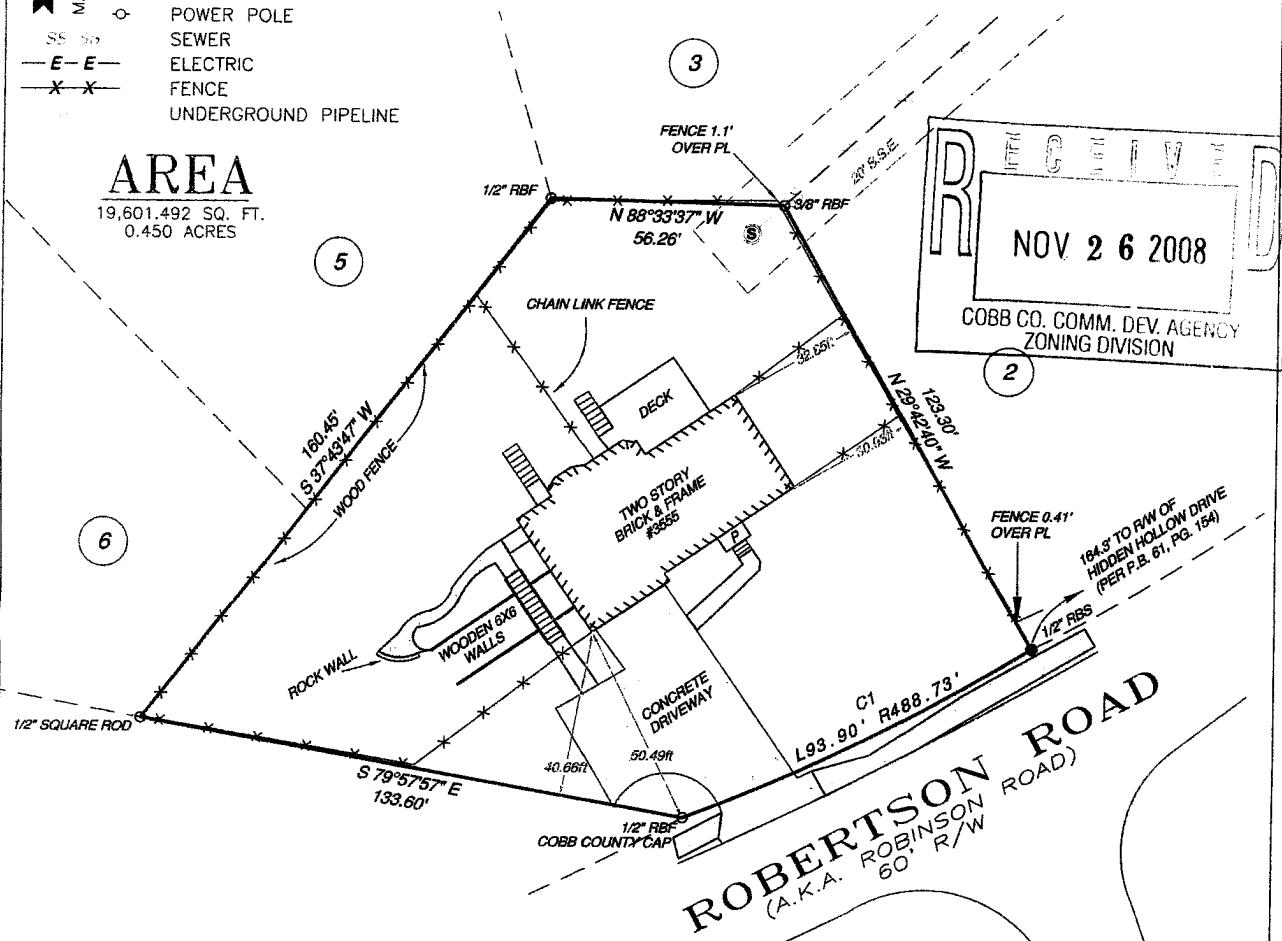 POWER POLE
SS SS
SEWER
E E
ELECTRIC
X X
FENCE
UNDERGROUND PIPELINE
AREA
19,601.492 SQ. FT.
0.450 ACRES
3
FENCE 1.1'
OVER PL
20' S.S.E.
1/2" RBF
3/8" RBF
N 88°33'37" W
56.26'
S
RECEIVED
NOV 26 2008
COBB CO. COMM. DEV. AGENCY
ZONING DIVISION
5
2
CHAIN LINK FENCE
DECK
32.65ft
30.93ft
123.30'
N 29°42'40" W
160.45'
S 37°43'47" W
WOOD FENCE
TWO STORY
BRICK & FRAME
#3555
P
6
FENCE 0.41'
OVER PL
164.3' TO R/W OF
HIDDEN HOLLOW DRIVE
(PER P.B. 61, PG. 154)
1/2" RBS
WOODEN 6X6
WALLS
ROCK WALL
1/2" SQUARE ROD
CONCRETE
DRIVEWAY
C1
L93.90' R488.73'
40.66ft
50.49ft
S 79°57'57" E
133.60'
1/2" RBF
COBB COUNTY CAP
ROBERTSON ROAD
(A.K.A. ROBINSON ROAD)
60' R/W